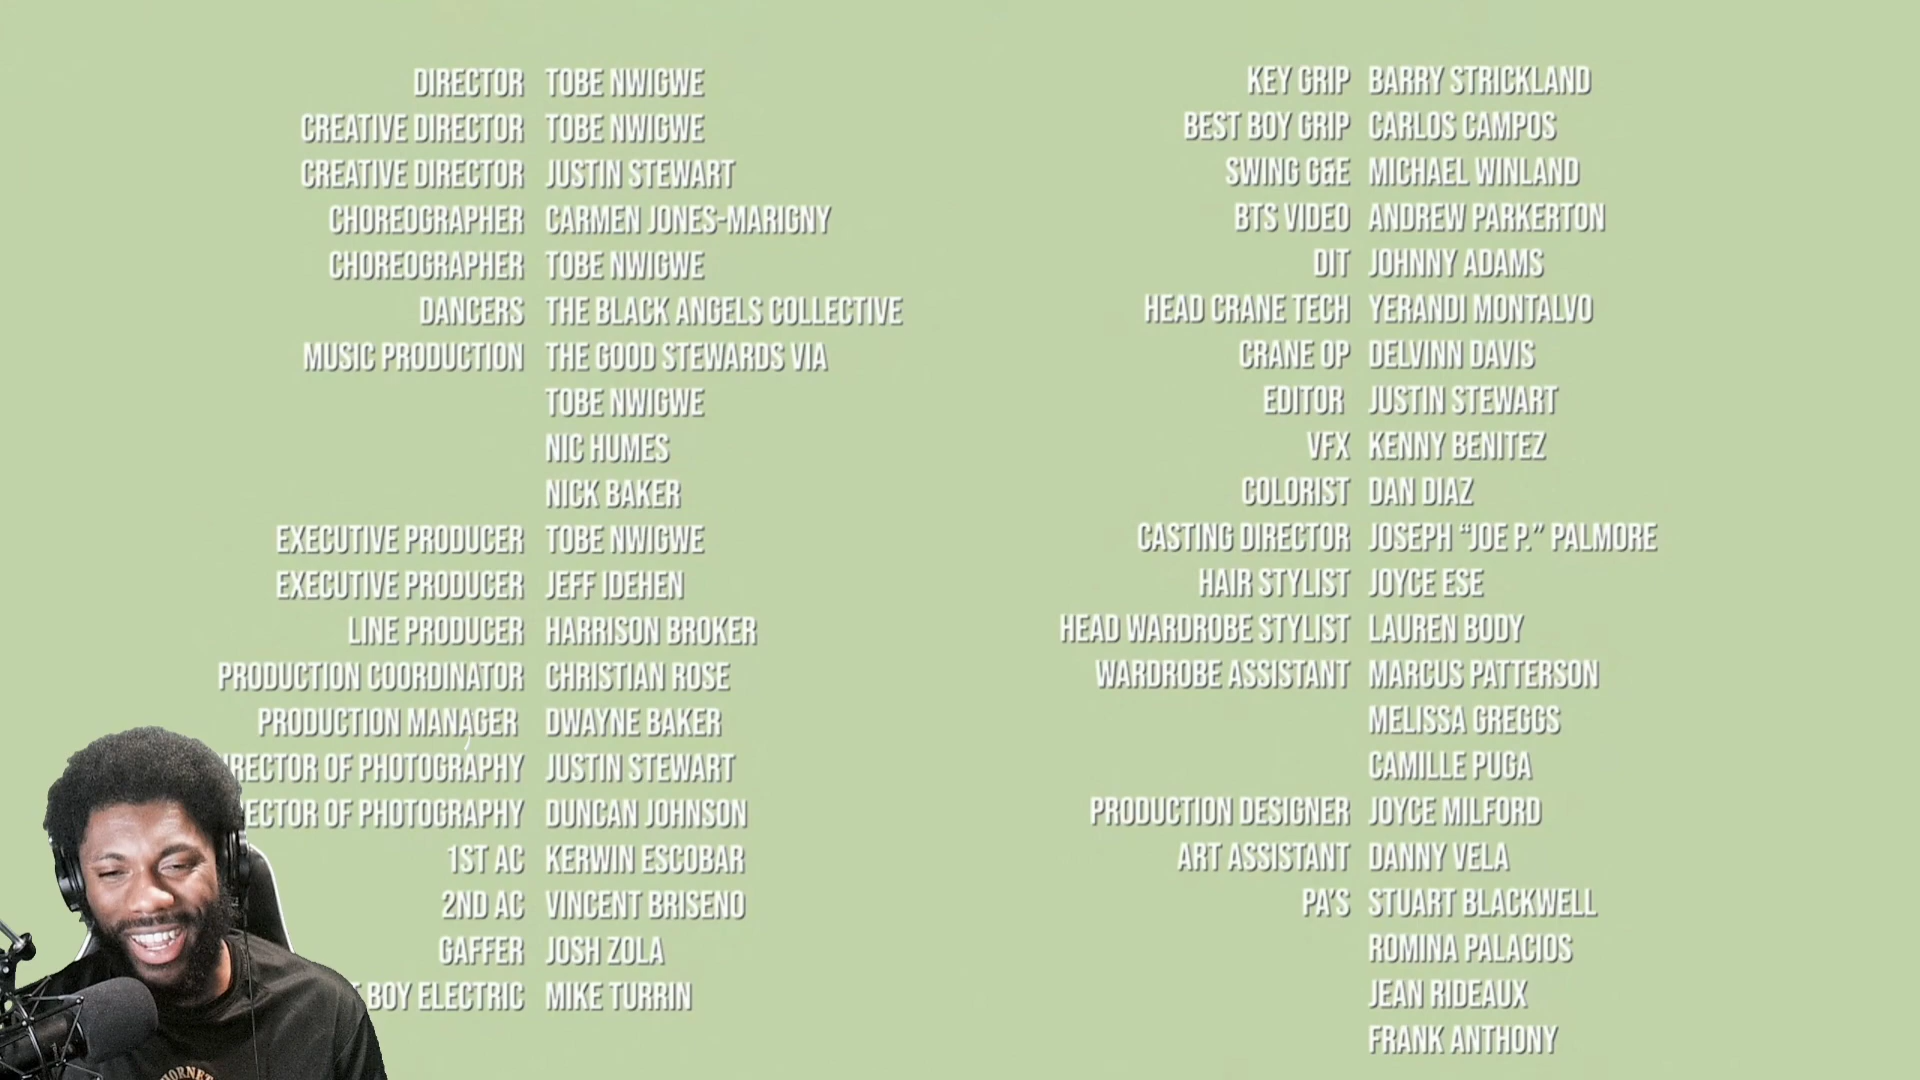 DIRECTOR TOBE NWIGWE
CREATIVE DIRECTOR TOBE NWIGWE
CREATIVE DIRECTOR JUSTIN STEWART
CHOREOGRAPHER CARMEN JONES-MARIGNY
CHOREOGRAPHER TOBE NWIGWE
DANCERS THE BLACK ANGELS COLLECTIVE
MUSIC PRODUCTION THE GOOD STEWARDS VIA
TOBE NWIGWE
NIC HUMES
NICK BAKER
EXECUTIVE PRODUCER TOBE NWIGWE
EXECUTIVE PRODUCER JEFF IDEHEN
LINE PRODUCER HARRISON BROKER
PRODUCTION COORDINATOR CHRISTIAN ROSE
PRODUCTION MANAGER DWAYNE BAKER
RECTOR OF PHOTOGRAPHY JUSTIN STEWART
ECTOR OF PHOTOGRAPHY DUNCAN JOHNSON
1ST AC KERWIN ESCOBAR
2ND AC VINCENT BRISENO
GAFFER JOSH ZOLA
BOY ELECTRIC MIKE TURRIN
KEY GRIP BARRY STRICKLAND
BEST BOY GRIP CARLOS CAMPOS
SWING G&E MICHAEL WINLAND
BTS VIDEO ANDREW PARKERTON
DIT JOHNNY ADAMS
HEAD CRANE TECH YERANDI MONTALVO
CRANE OP DELVINN DAVIS
EDITOR JUSTIN STEWART
VFX KENNY BENITEZ
COLORIST DAN DIAZ
CASTING DIRECTOR JOSEPH “JOE P.” PALMORE
HAIR STYLIST JOYCE ESE
HEAD WARDROBE STYLIST LAUREN BODY
WARDROBE ASSISTANT MARCUS PATTERSON
MELISSA GREGGS
CAMILLE PUGA
PRODUCTION DESIGNER JOYCE MILFORD
ART ASSISTANT DANNY VELA
PA'S STUART BLACKWELL
ROMINA PALACIOS
JEAN RIDEAUX
FRANK ANTHONY